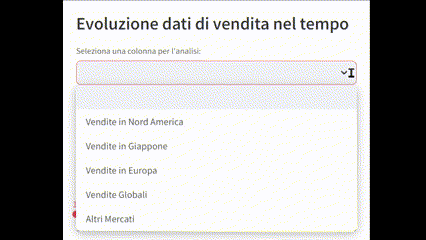 Evoluzione dati di vendita nel tempo
Seleziona una colonna per l'analisi:
Vendite in Nord America
Vendite in Giappone
Vendite in Europa
Vendite Globali
Altri Mercati